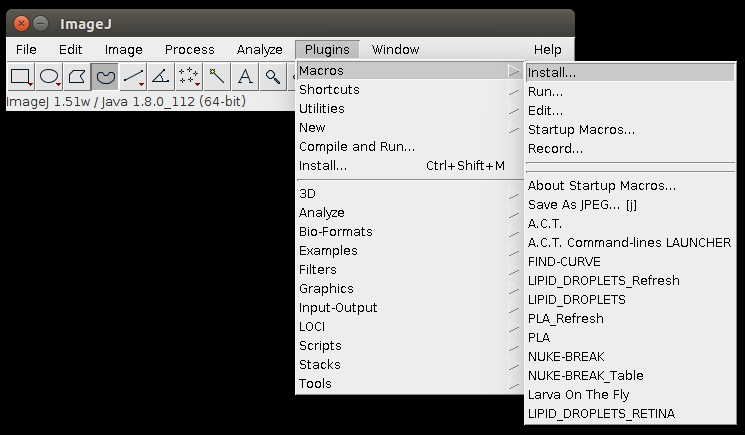 ImageJ
File Edit Image Process Analyze Plugins Window Help
ImageJ 1.51w / Java 1.8.0_112 (64-bit)
Macros
Shortcuts
Utilities
New
Compile and Run...
Install... Ctrl+Shift+M
3D
Analyze
Bio-Formats
Examples
Filters
Graphics
Input-Output
LOCI
Scripts
Stacks
Tools
Install...
Run...
Edit...
Startup Macros...
Record...
About Startup Macros...
Save As JPEG... [j]
A.C.T.
A.C.T. Command-lines LAUNCHER
FIND-CURVE
LIPID_DROPLETS_Refresh
LIPID_DROPLETS
PLA_Refresh
PLA
NUKE-BREAK
NUKE-BREAK_Table
Larva On The Fly
LIPID_DROPLETS_RETINA